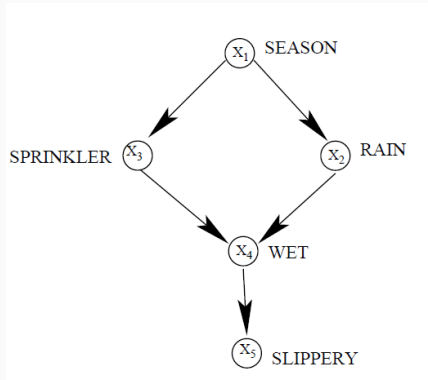 X1 SEASON
SPRINKLER X3
X2 RAIN
X4 WET
X5 SLIPPERY